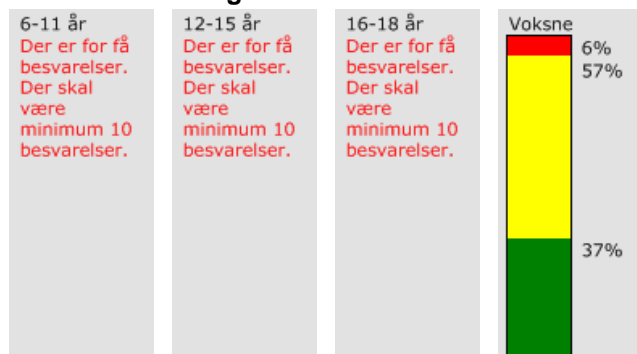 6-11 år
Der er for få
besvarelser.
Der skal
være
minimum 10
besvarelser.
12-15 år
Der er for få
besvarelser.
Der skal
være
minimum 10
besvarelser.
16-18 år
Der er for få
besvarelser.
Der skal
være
minimum 10
besvarelser.
Voksne
6%
57%
37%